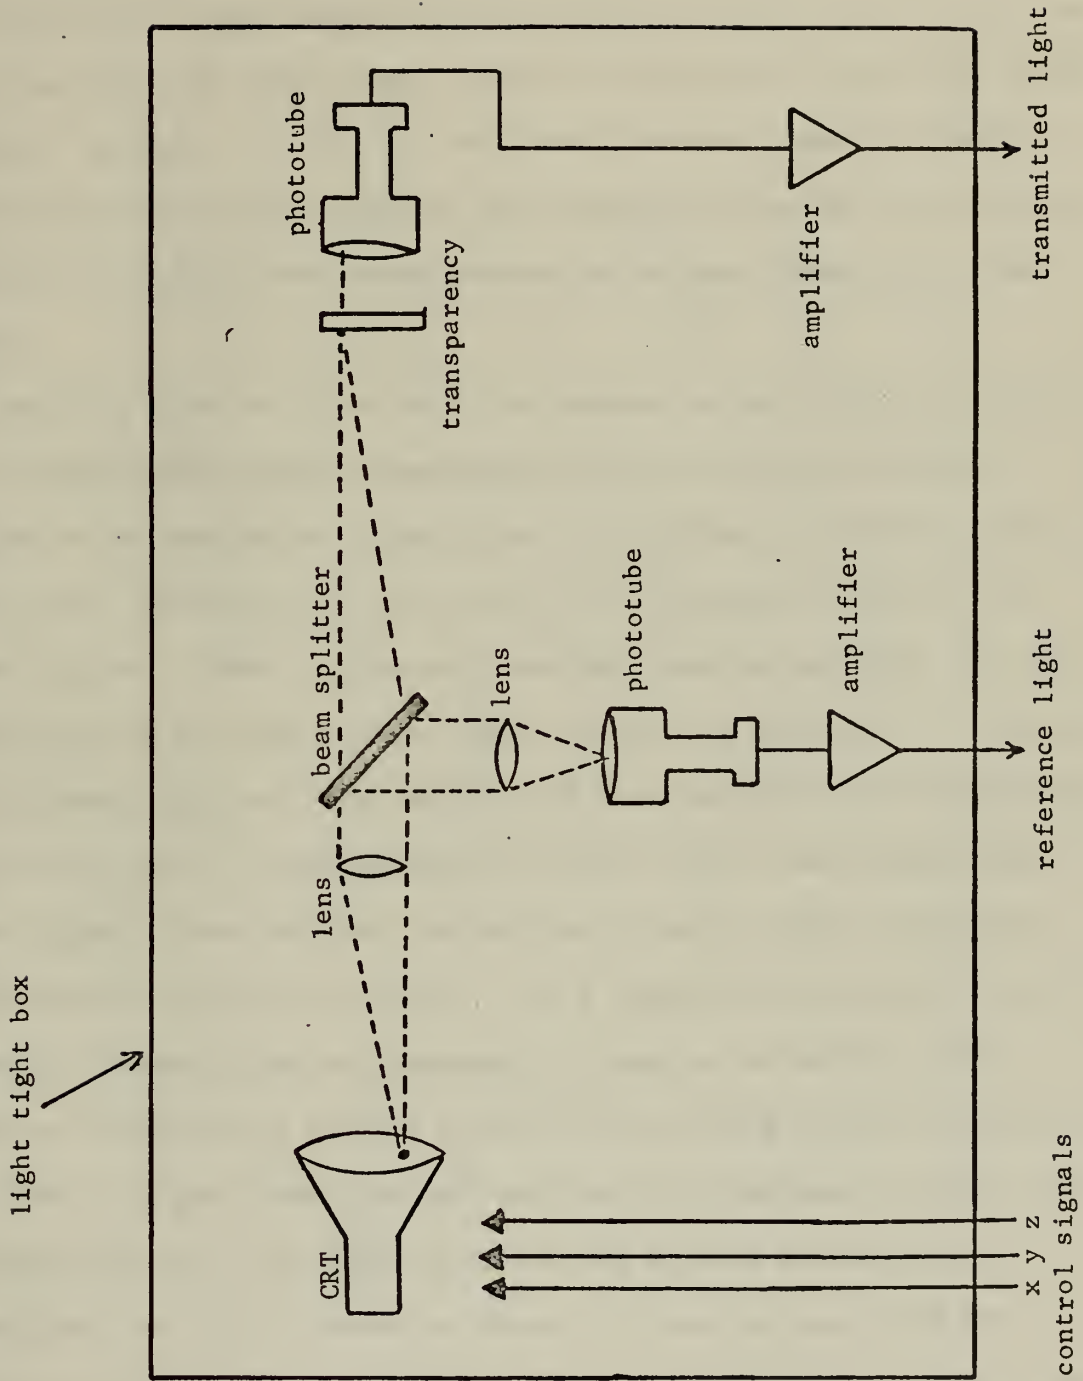 light tight box
CRT
lens
beam splitter
transparency
phototube
lens
phototube
amplifier
amplifier
x y z
control signals
reference light
transmitted light